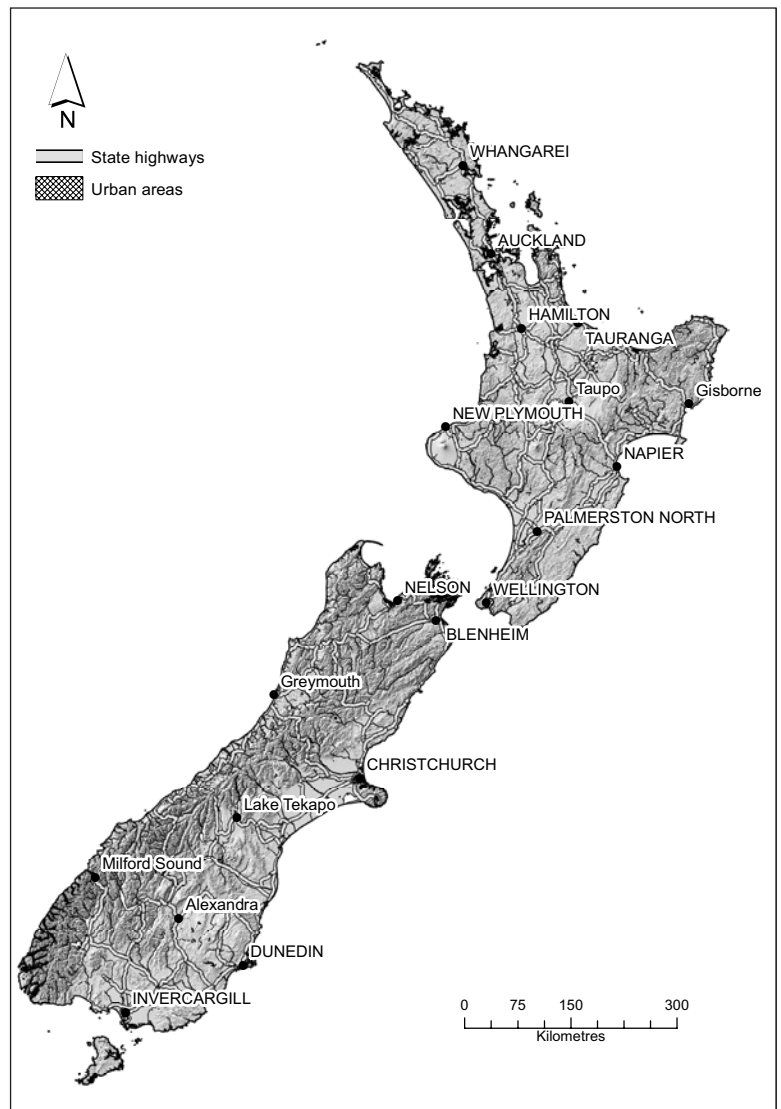 N
State highways
Urban areas
WHANGAREI
AUCKLAND
HAMILTON
TAURANGA
Taupo
Gisborne
NEW PLYMOUTH
NAPIER
PALMERSTON NORTH
NELSON
WELLINGTON
BLENHEIM
Greymouth
CHRISTCHURCH
Lake Tekapo
Milford Sound
Alexandra
DUNEDIN
INVERCARGILL
0 75 150 300
Kilometres